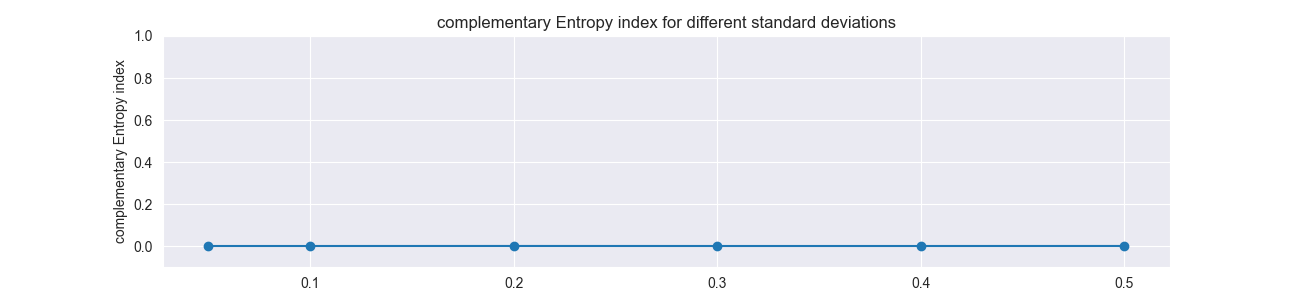 complementary Entropy index for different standard deviations
complementary Entropy index
1.0
0.8
0.6
0.4
0.2
0.0
0.1 0.2 0.3 0.4 0.5